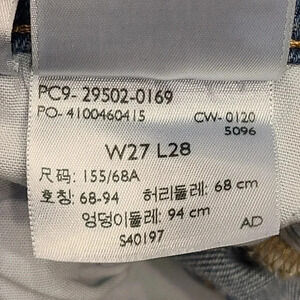 PC9- 29502-0169
PO- 4100460415 CW- 0120
5096
W27 L28
尺码: 155/68A
호칭: 68-94 허리둘레: 68 cm
엉덩이둘레: 94 cm
S40197 AD